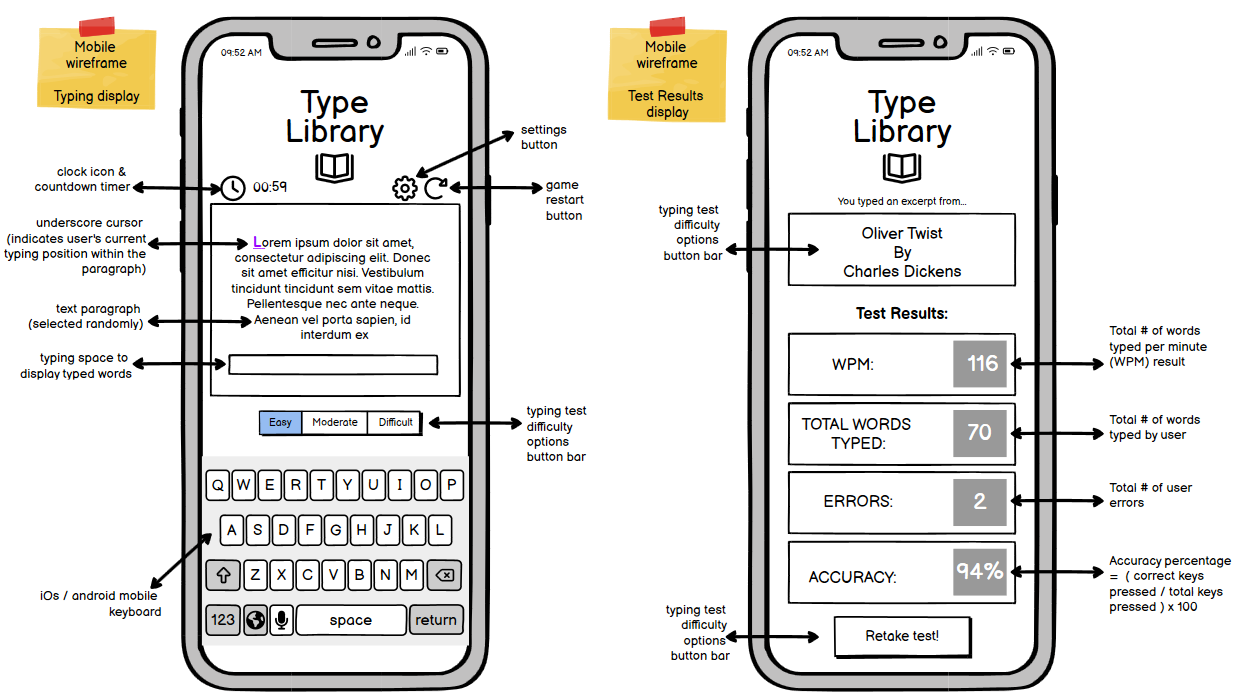 Mobile
wireframe
Typing display
09:52 AM
Type
Library
clock icon &
countdown timer
00:59
settings
button
game
restart
button
underscore cursor
(indicates user's current
typing position within the
paragraph)
Lorem ipsum dolor sit amet,
consectetur adipiscing elit. Donec
sit amet efficitur nisi. Vestibulum
tincidunt tincidunt sem vitae mattis.
Pellentesque nec ante neque.
Aenean vel porta sapien, id
interdum ex
text paragraph
(selected randomly)
typing space to
display typed words
Easy Moderate Difficult
typing test
difficulty
options
button bar
Q W E R T Y U I O P
A S D F G H J K L
Z X C V B N M
123 space return
iOs / android mobile
keyboard
Mobile
wireframe
Test Results
display
09:52 AM
Type
Library
You typed an excerpt from...
typing test
difficulty
options
button bar
Oliver Twist
By
Charles Dickens
Test Results:
WPM: 116
Total # of words
typed per minute
(WPM) result
TOTAL WORDS
TYPED: 70
Total # of words
typed by user
ERRORS: 2
Total # of user
errors
ACCURACY: 94%
Accuracy percentage
= ( correct keys
pressed / total keys
pressed ) x 100
typing test
difficulty
options
button bar
Retake test!